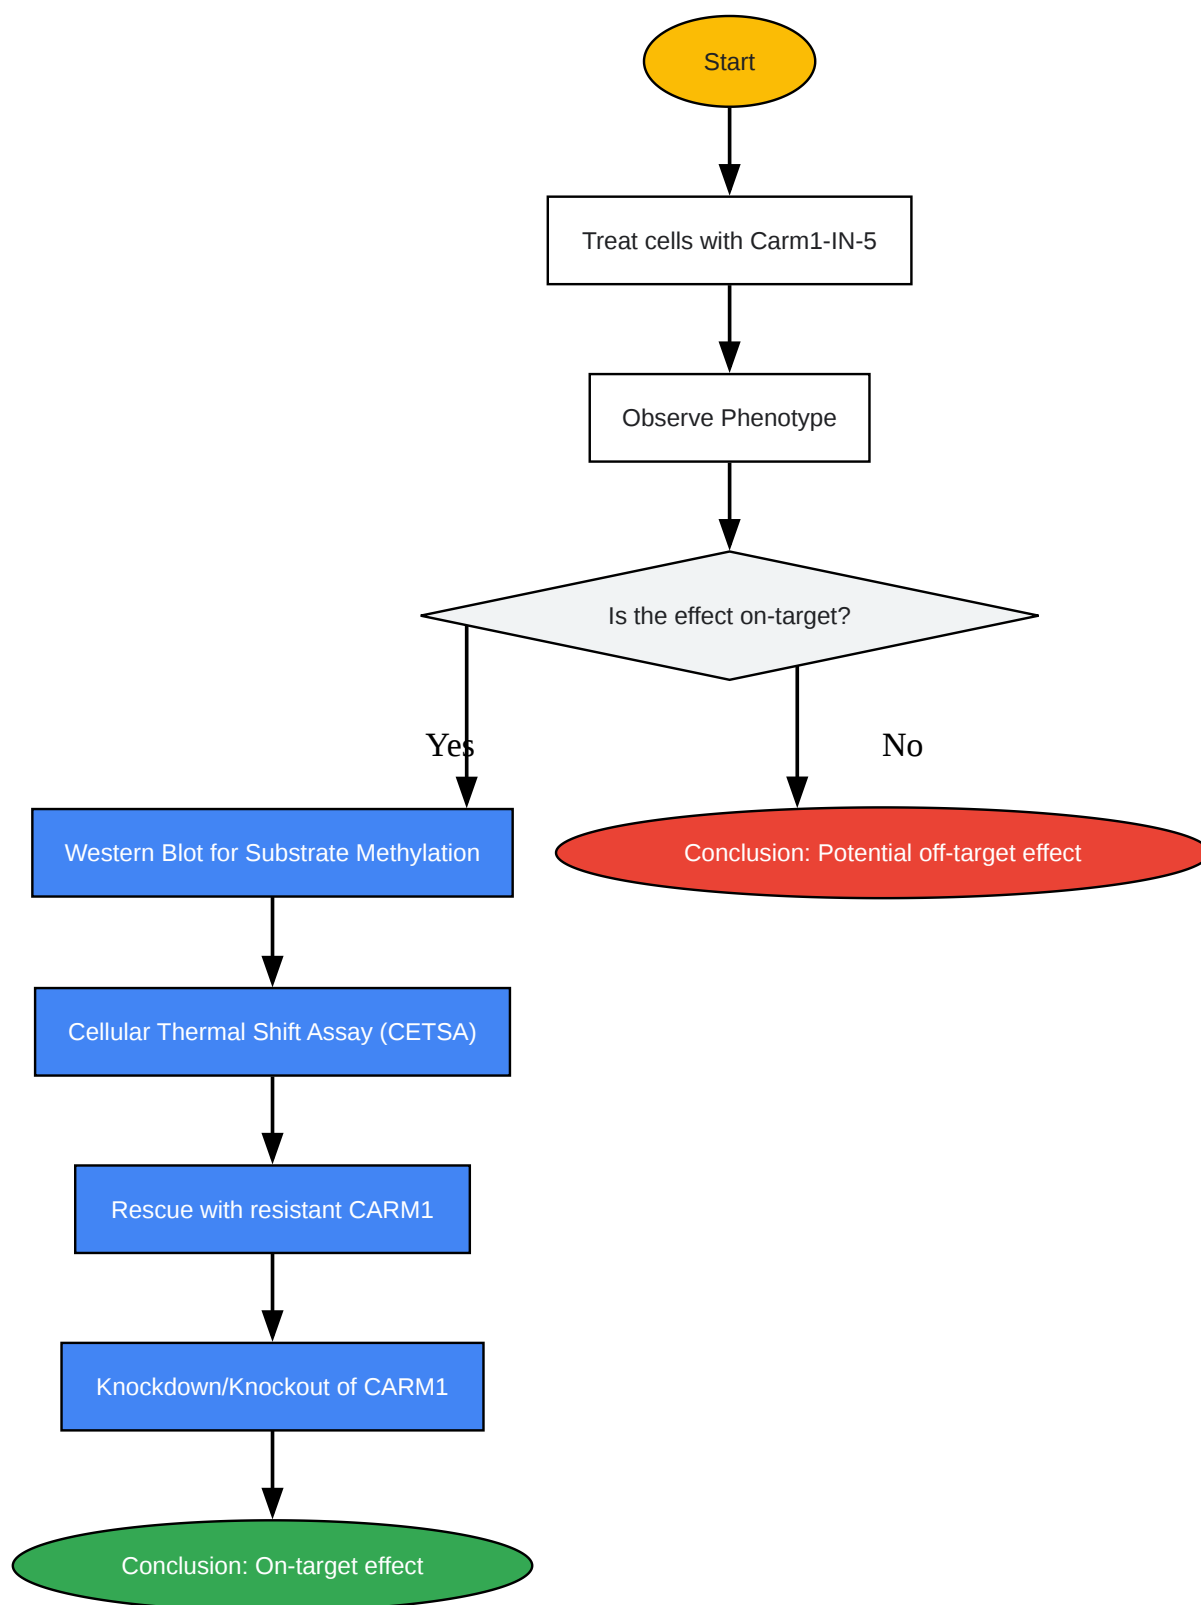 Start
Treat cells with Carm1-IN-5
Observe Phenotype
Is the effect on-target?
Yes
No
Western Blot for Substrate Methylation
Conclusion: Potential off-target effect
Cellular Thermal Shift Assay (CETSA)
Rescue with resistant CARM1
Knockdown/Knockout of CARM1
Conclusion: On-target effect